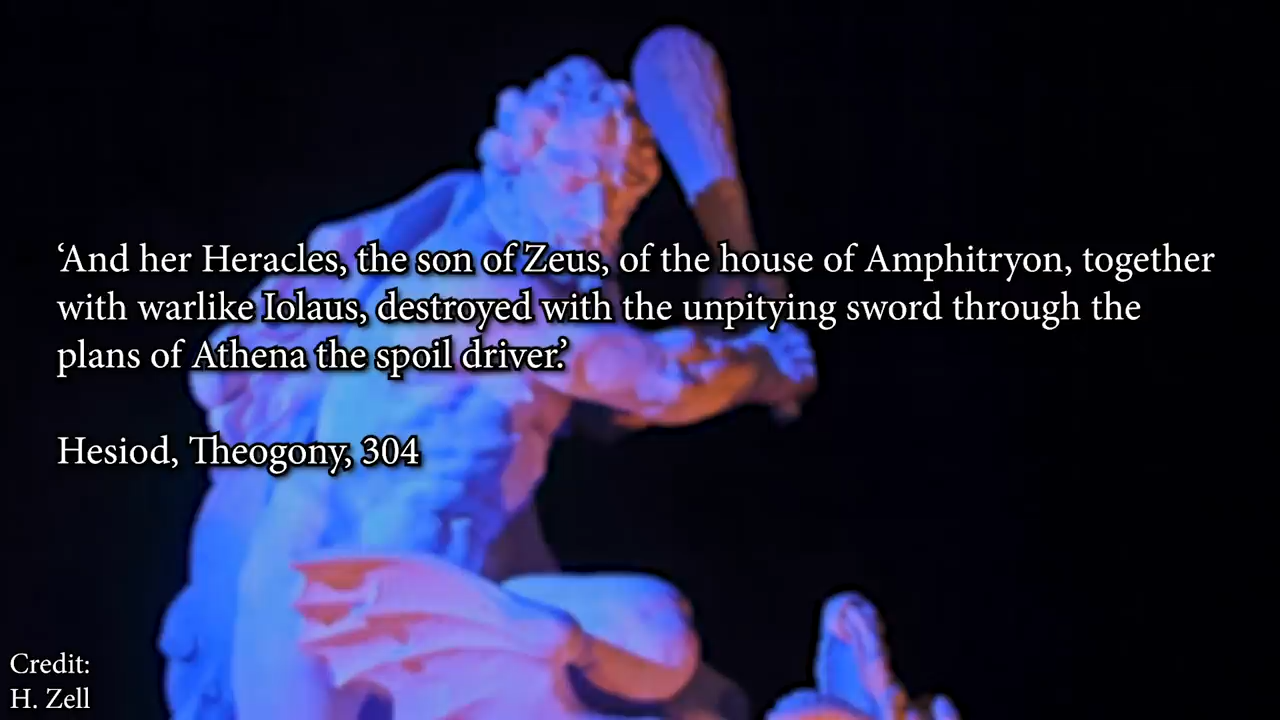 ‘And her Heracles, the son of Zeus, of the house of Amphitryon, together
with warlike Iolaus, destroyed with the unpitying sword through the
plans of Athena the spoil driver.’
Hesiod, Theogony, 304
Credit:
H. Zell